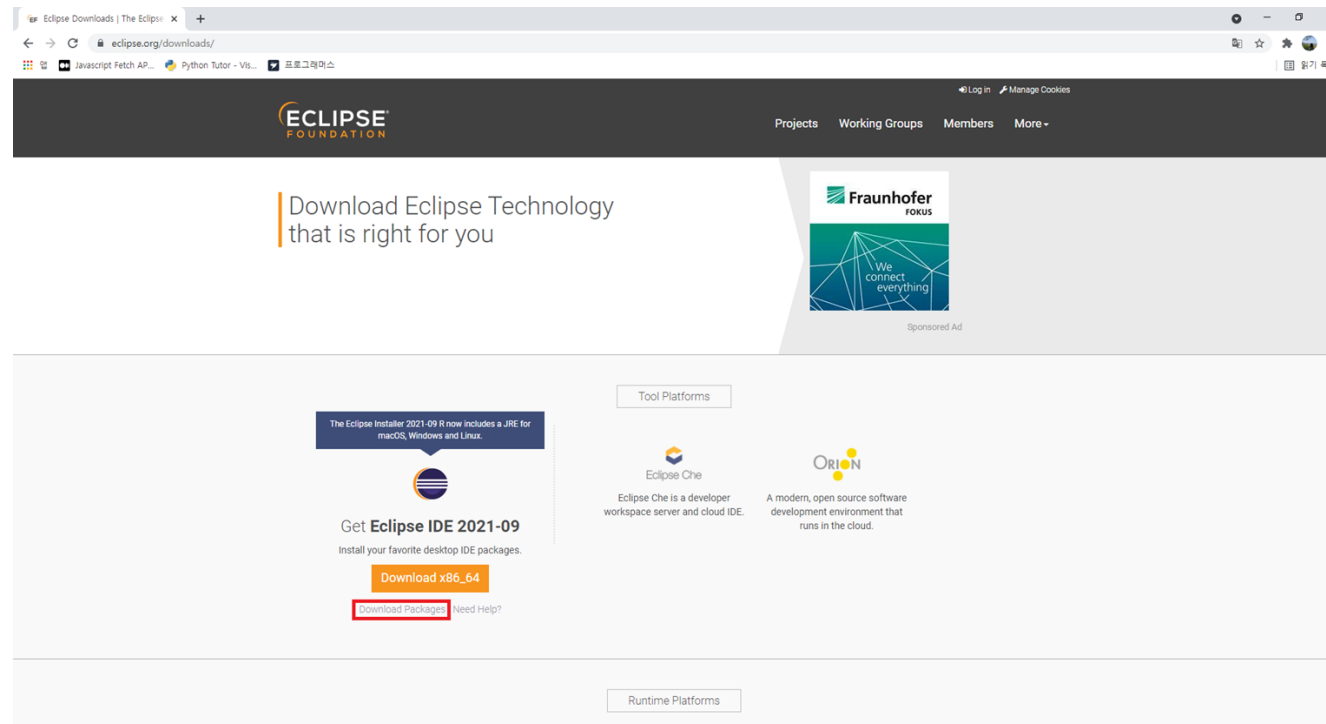 Eclipse Downloads | The Eclipse
eclipse.org/downloads/
앱 Javascript Fetch AP... Python Tutor - Vis... 프로그래머스
읽기
Log in Manage Cookies
ECLIPSE
FOUNDATION
Projects Working Groups Members More
Download Eclipse Technology
that is right for you
Fraunhofer
FOKUS
We
connect
everything
Sponsored Ad
Tool Platforms
The Eclipse Installer 2021-09 R now includes a JRE for
macOS, Windows and Linux.
Get Eclipse IDE 2021-09
Install your favorite desktop IDE packages.
Download x86_64
Download Packages Need Help?
Eclipse Che
Eclipse Che is a developer
workspace server and cloud IDE.
ORION
A modern, open source software
development environment that
runs in the cloud.
Runtime Platforms